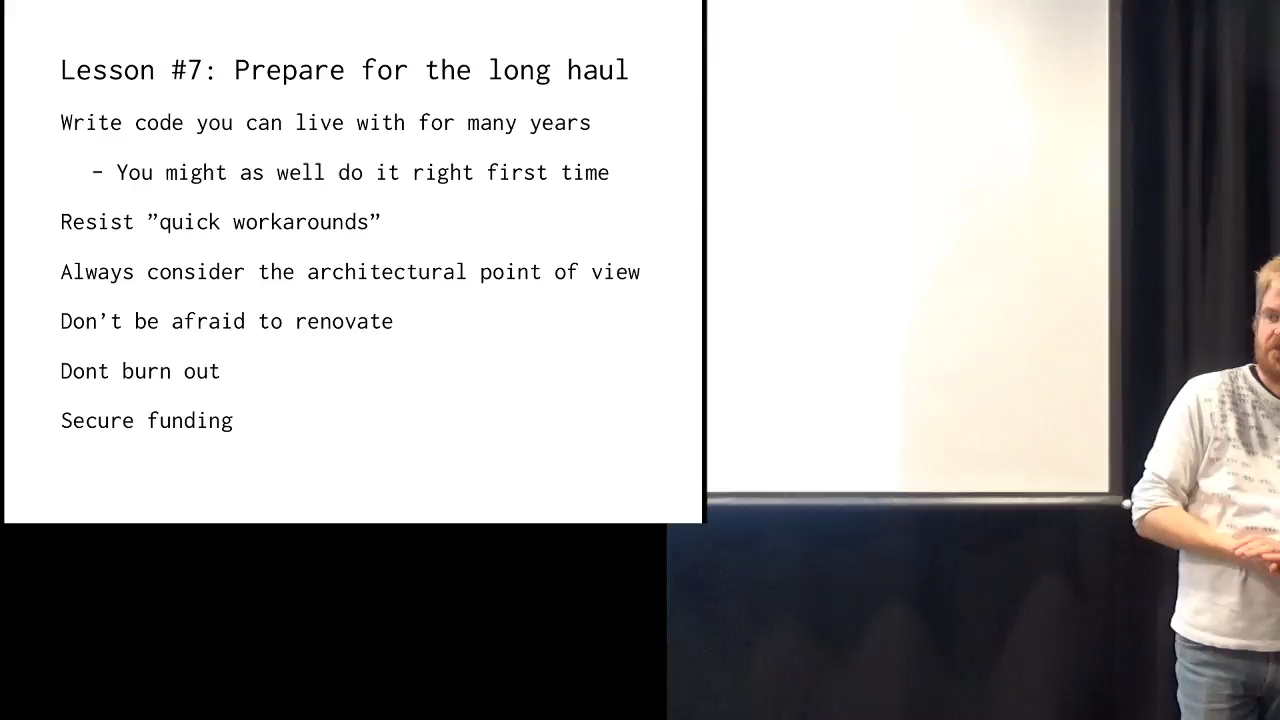 Lesson #7: Prepare for the long haul
Write code you can live with for many years
– You might as well do it right first time
Resist ”quick workarounds”
Always consider the architectural point of view
Don’t be afraid to renovate
Dont burn out
Secure funding